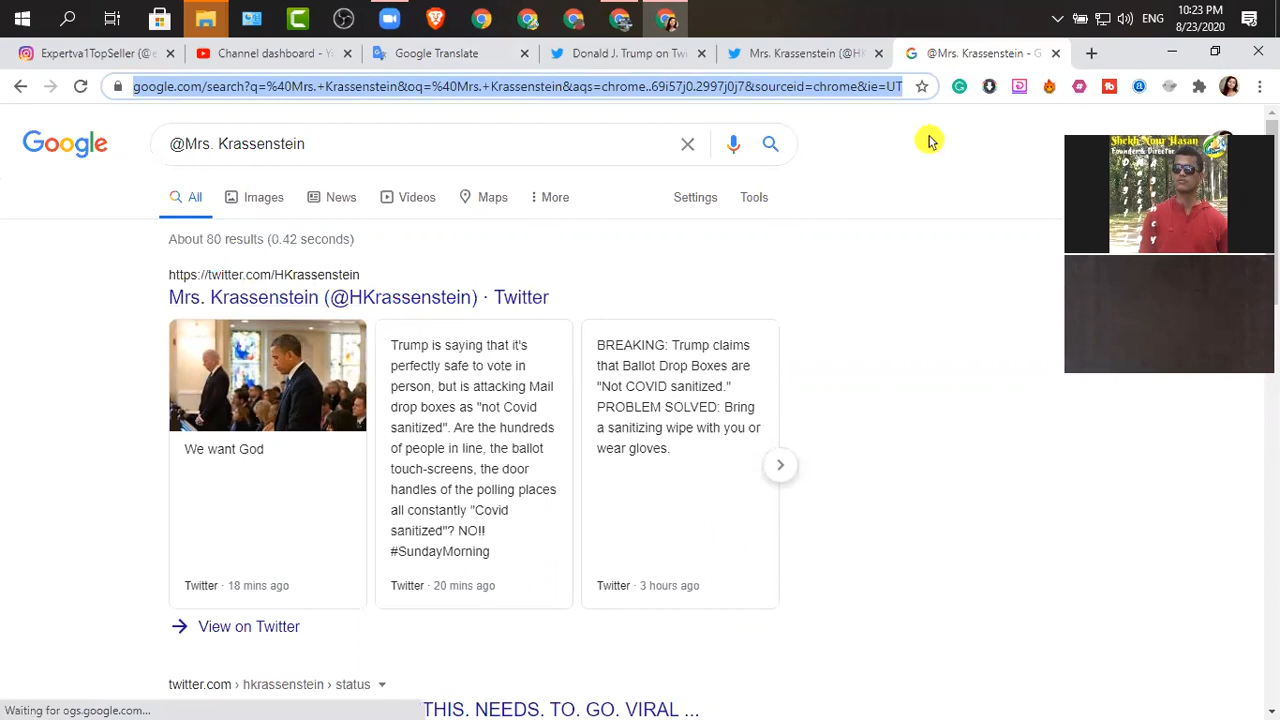 10:23 PM
ENG
8/23/2020
Expertva1TopSeller (@e
Channel dashboard - Y
Google Translate
Donald J. Trump on Tw
Mrs. Krassenstein (@HK
@Mrs. Krassenstein - G
google.com/search?q=%40Mrs.+Krassenstein&oq=%40Mrs.+Krassenstein&aqs=chrome..69i57j0.2997j0j7&sourceid=chrome&ie=UT
Google
@Mrs. Krassenstein
All
Images
News
Videos
Maps
More
Settings
Tools
Shekh Nour Hasan
Founder & Director
About 80 results (0.42 seconds)
https://twitter.com/HKrassenstein
Mrs. Krassenstein (@HKrassenstein) · Twitter
We want God
Twitter · 18 mins ago
Trump is saying that it's
perfectly safe to vote in
person, but is attacking Mail
drop boxes as "not Covid
sanitized". Are the hundreds
of people in line, the ballot
touch-screens, the door
handles of the polling places
all constantly "Covid
sanitized"? NO!!
#SundayMorning
Twitter · 20 mins ago
BREAKING: Trump claims
that Ballot Drop Boxes are
"Not COVID sanitized."
PROBLEM SOLVED: Bring
a sanitizing wipe with you or
wear gloves.
Twitter · 3 hours ago
View on Twitter
twitter.com › hkrassenstein › status
THIS. NEEDS. TO. GO. VIRAL ...
Waiting for ogs.google.com...